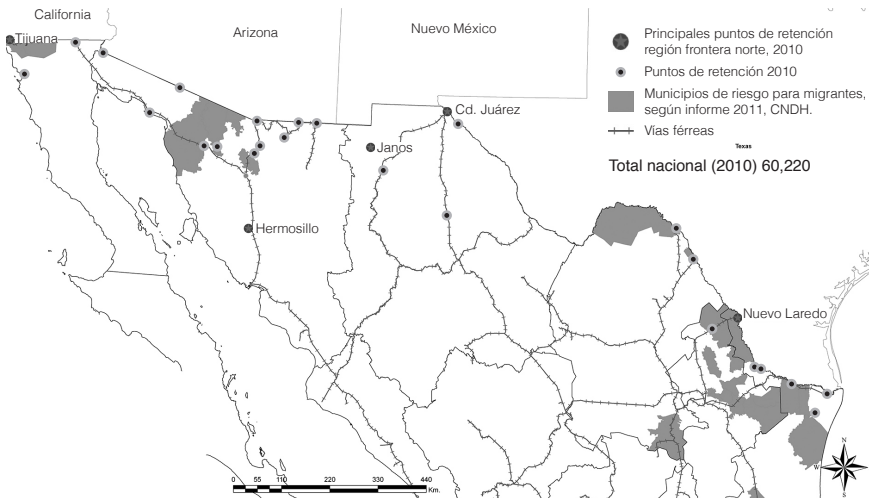 California
Arizona
Nuevo México
Tijuana
Cd. Juárez
Janos
Hermosillo
Nuevo Laredo
Principales puntos de retención
región frontera norte, 2010
Puntos de retención 2010
Municipios de riesgo para migrantes,
según informe 2011, CNDH.
Vías férreas
Texas
Total nacional (2010) 60,220
0 55 110 220 330 440
Km.
N
W